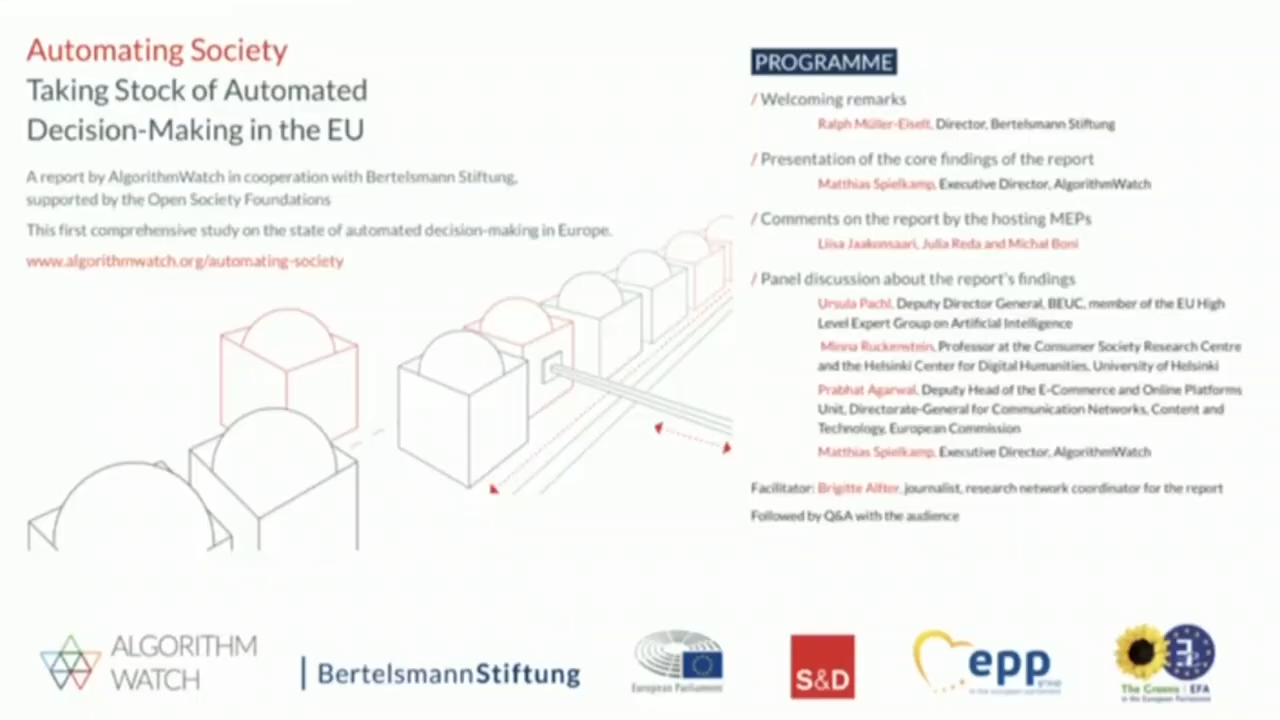 Automating Society
Taking Stock of Automated
Decision-Making in the EU
A report by AlgorithmWatch in cooperation with Bertelsmann Stiftung,
supported by the Open Society Foundations
This first comprehensive study on the state of automated decision-making in Europe.
www.algorithmwatch.org/automating-society
PROGRAMME
/ Welcoming remarks
Ralph Müller-Eiselt, Director, Bertelsmann Stiftung
/ Presentation of the core findings of the report
Matthias Spielkamp, Executive Director, AlgorithmWatch
/ Comments on the report by the hosting MEPs
Liisa Jaakonsaari, Julia Reda and Michał Boni
/ Panel discussion about the report's findings
Ursula Pachl, Deputy Director General, BEUC, member of the EU High
Level Expert Group on Artificial Intelligence
Minna Ruckenstein, Professor at the Consumer Society Research Centre
and the Helsinki Center for Digital Humanities, University of Helsinki
Prabhat Agarwal, Deputy Head of the E-Commerce and Online Platforms
Unit, Directorate-General for Communication Networks, Content and
Technology, European Commission
Matthias Spielkamp, Executive Director, AlgorithmWatch
Facilitator: Brigitte Alfter, journalist, research network coordinator for the report
Followed by Q&A with the audience
ALGORITHM
WATCH
BertelsmannStiftung
European Parliament
S&D
epp
group
in the european parliament
The Greens | EFA
in the European Parliament